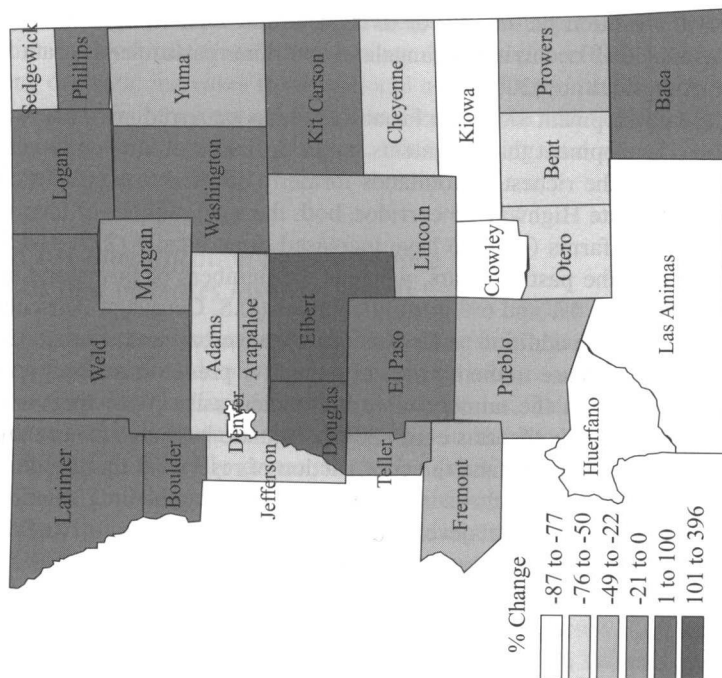 Sedgewick
Phillips
Logan
Larimer
Weld
Yuma
Morgan
Washington
Boulder
Adams
Arapahoe
Denver
Jefferson
Kit Carson
Elbert
Douglas
Lincoln
Cheyenne
Teller
El Paso
Kiowa
Crowley
Fremont
Pueblo
Otero
Bent
Prowers
Huerfano
Las Animas
Baca
% Change
-87 to -77
-76 to -50
-49 to -22
-21 to 0
1 to 100
101 to 396